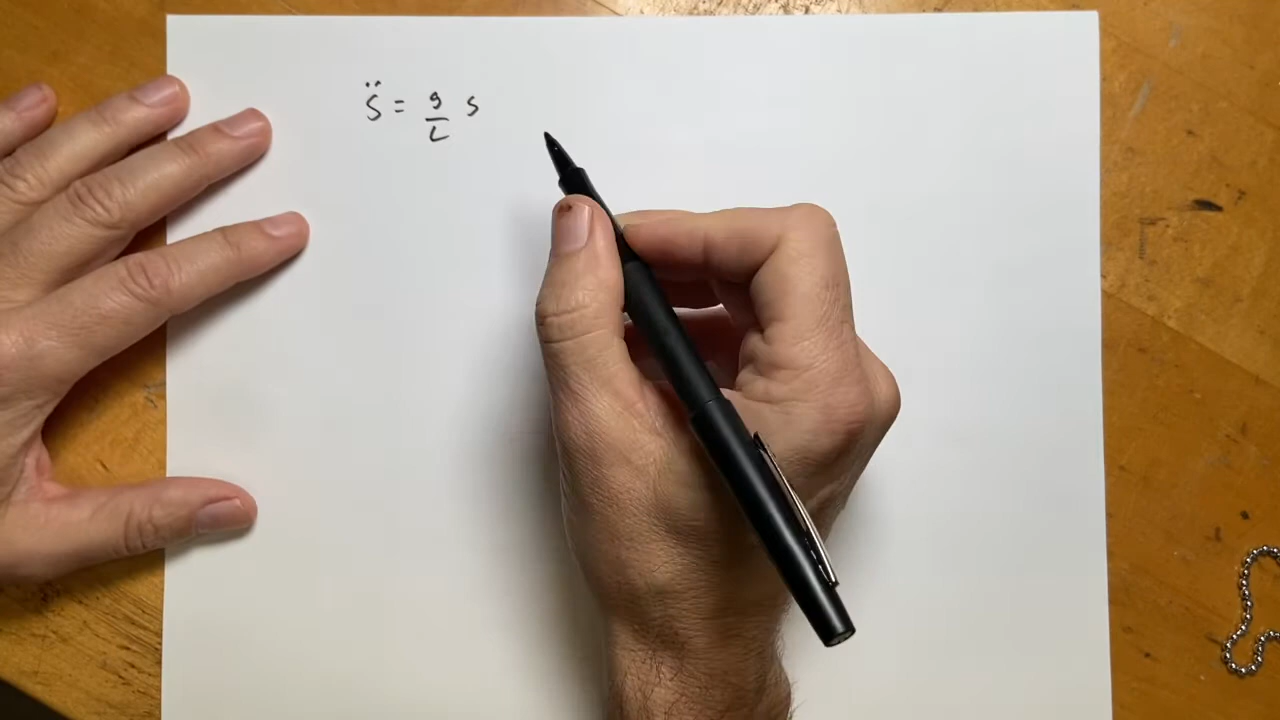 s̈ = g/L s